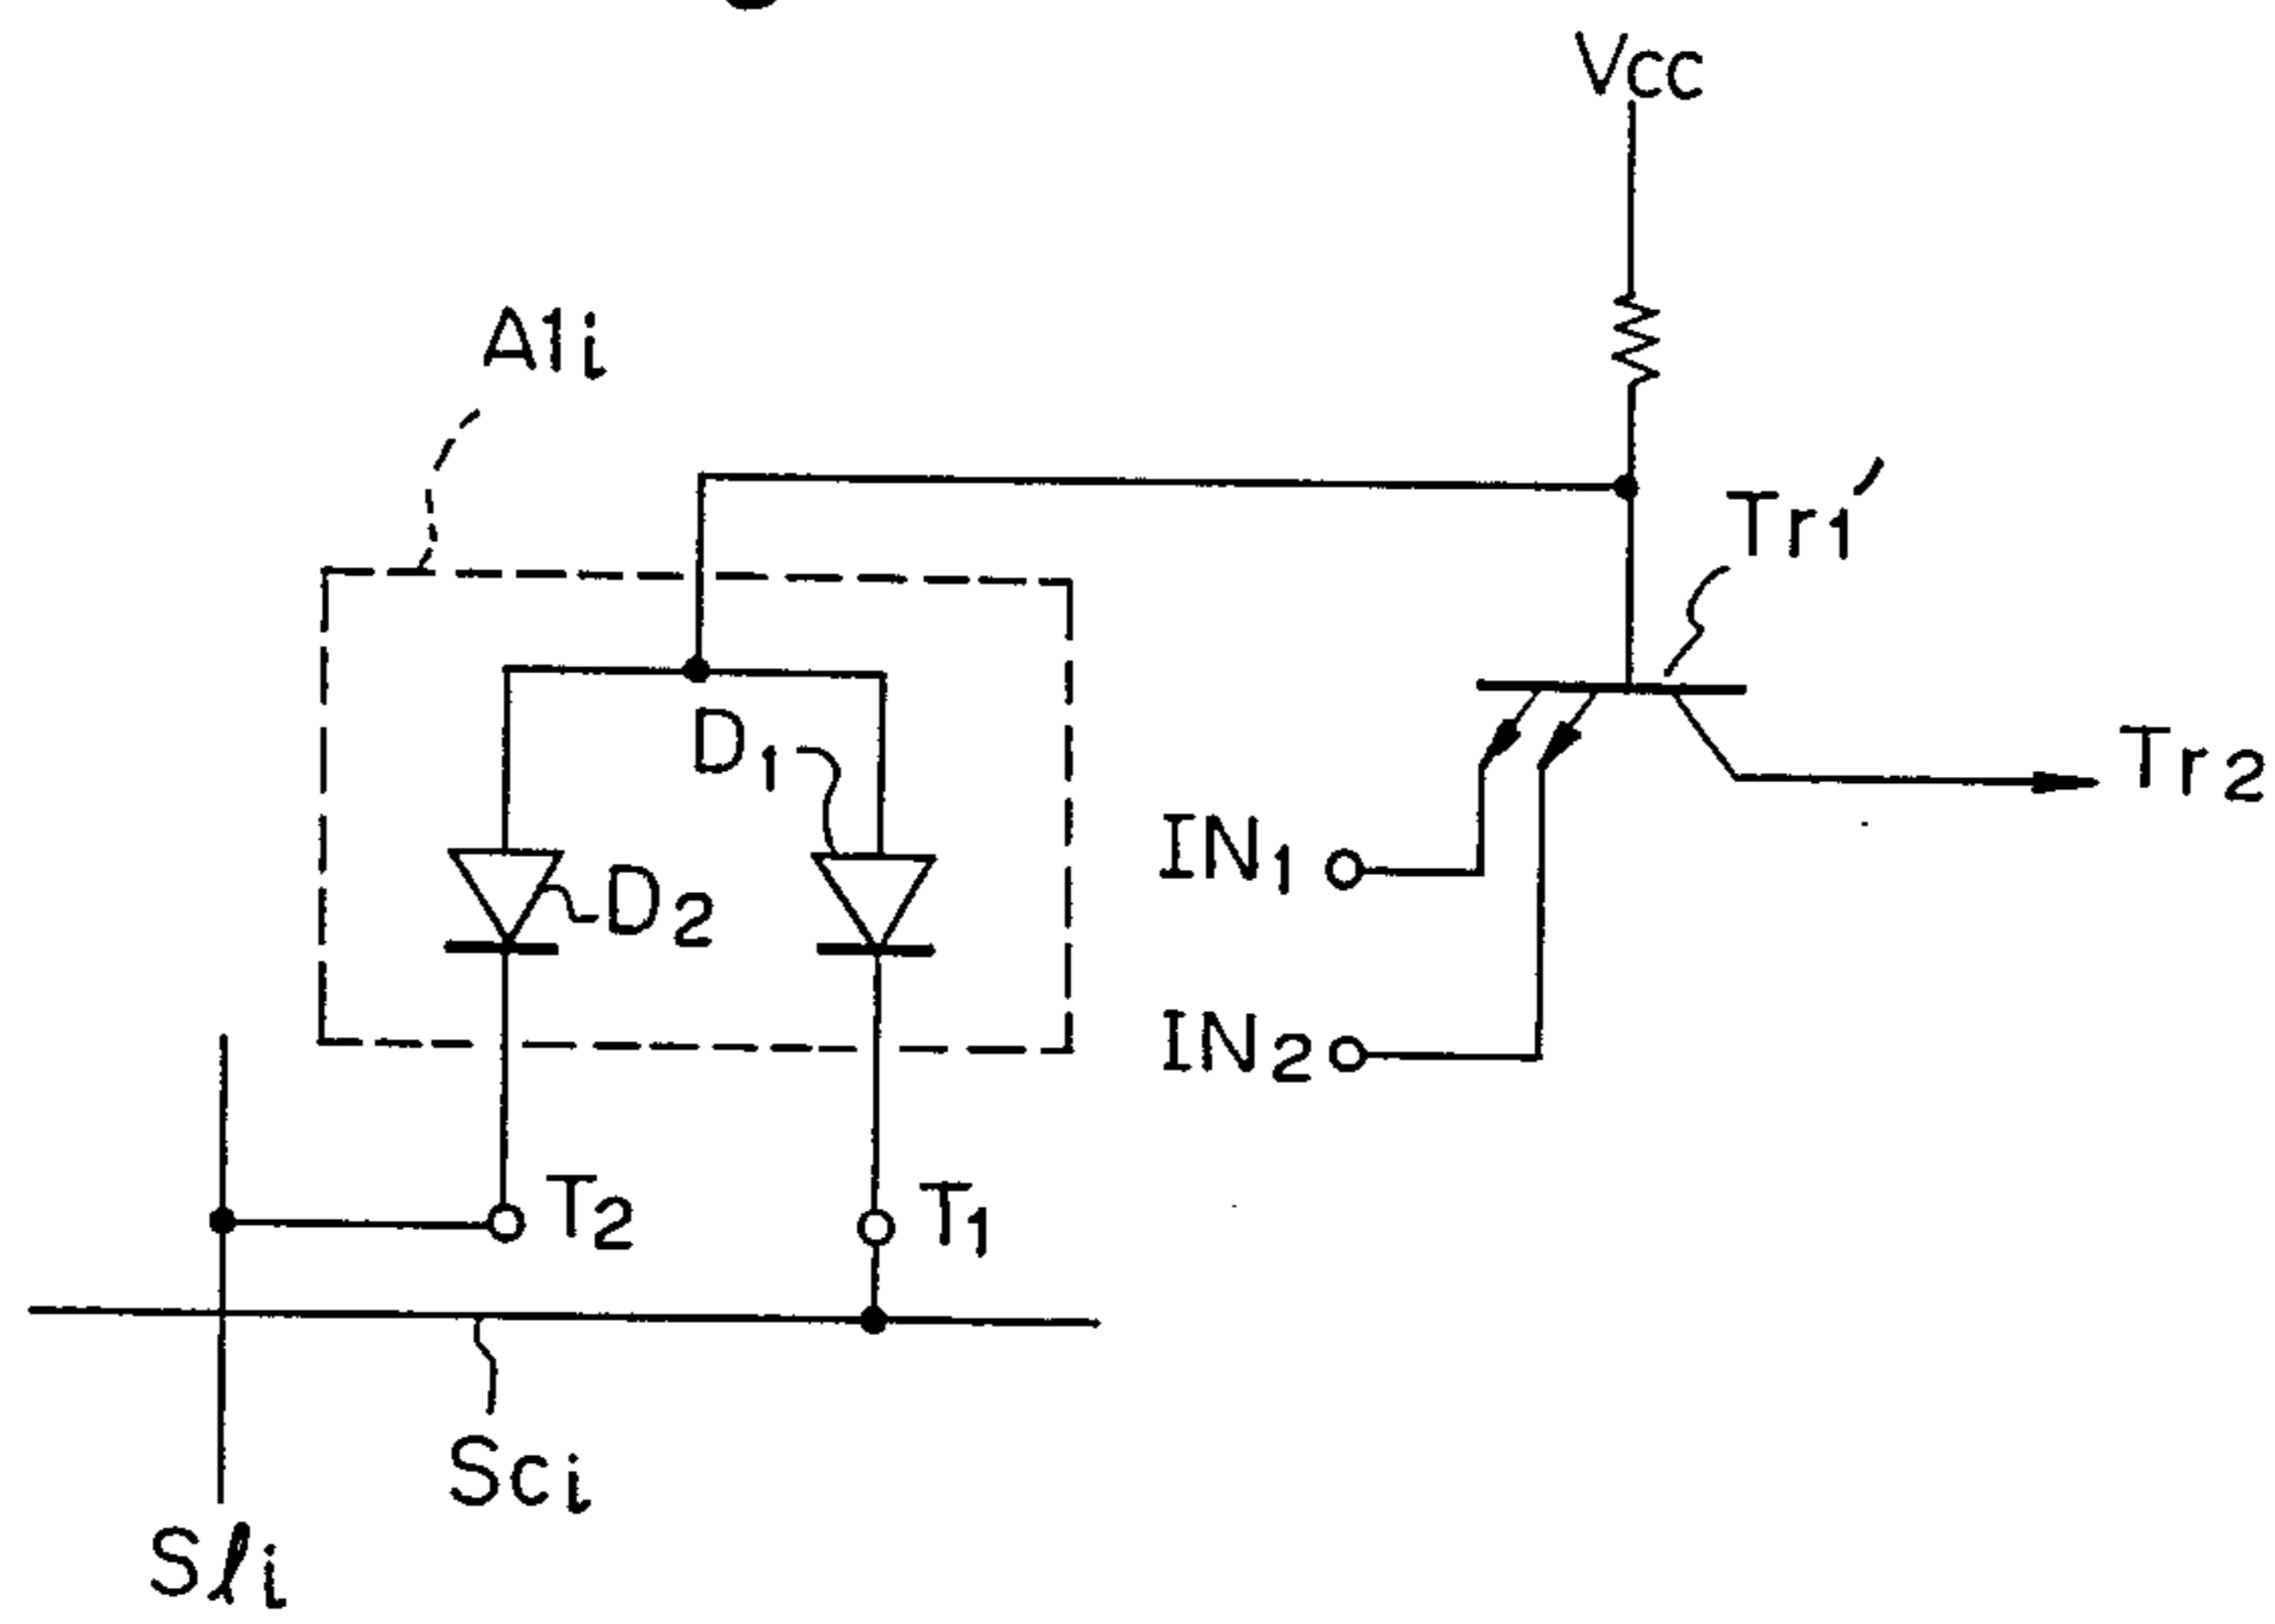 Vcc
A1i
Tr1′
D1
Tr2
IN1
D2
IN2
T2
T1
Sci
Sℓi